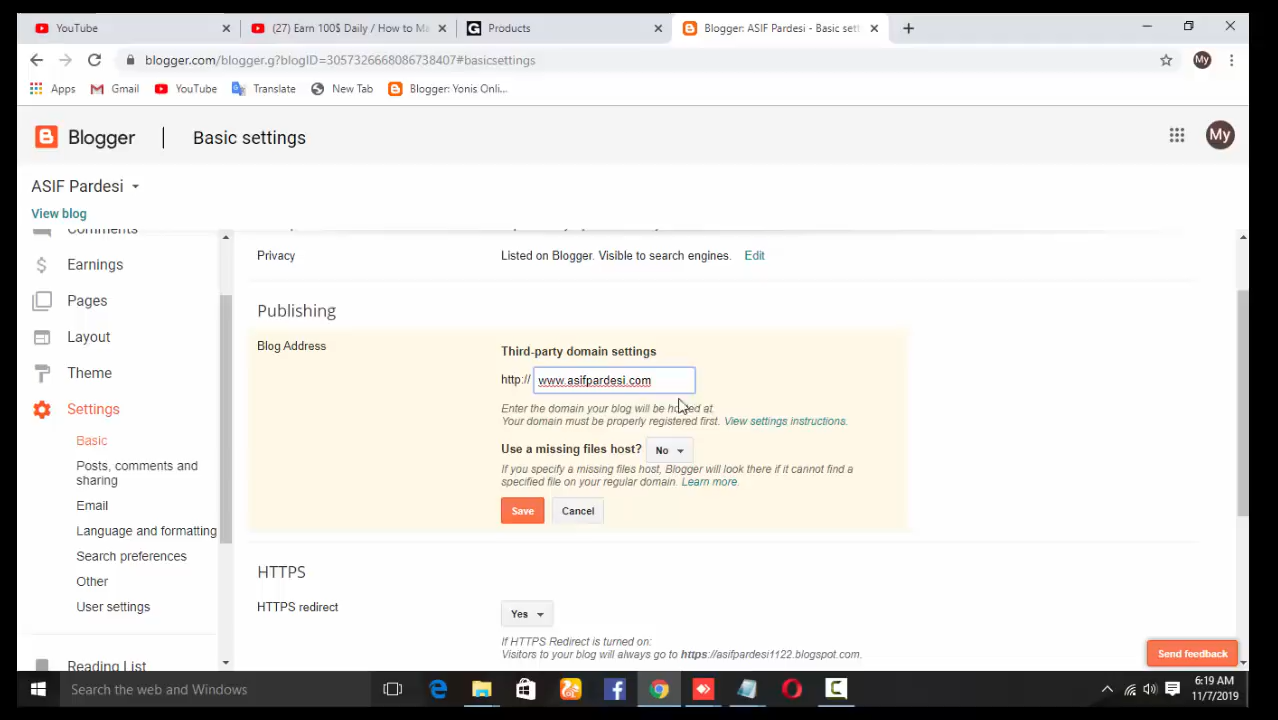 YouTube
(27) Earn 100$ Daily / How to Ma
Products
Blogger: ASIF Pardesi - Basic sett
blogger.com/blogger.g?blogID=3057326668086738407#basicsettings
My
Apps
Gmail
YouTube
Translate
New Tab
Blogger: Yonis Onli...
Blogger
Basic settings
My
ASIF Pardesi
View blog
Comments
Earnings
Pages
Layout
Theme
Settings
Basic
Posts, comments and
sharing
Email
Language and formatting
Search preferences
Other
User settings
Reading List
Privacy
Listed on Blogger. Visible to search engines.
Edit
Publishing
Blog Address
Third-party domain settings
http://
www.asifpardesi.com
Enter the domain your blog will be hosted at.
Your domain must be properly registered first. View settings instructions.
Use a missing files host?
No
If you specify a missing files host, Blogger will look there if it cannot find a
specified file on your regular domain. Learn more.
Save
Cancel
HTTPS
HTTPS redirect
Yes
If HTTPS Redirect is turned on:
Visitors to your blog will always go to https://asifpardesi1122.blogspot.com.
Send feedback
Search the web and Windows
6:19 AM
11/7/2019